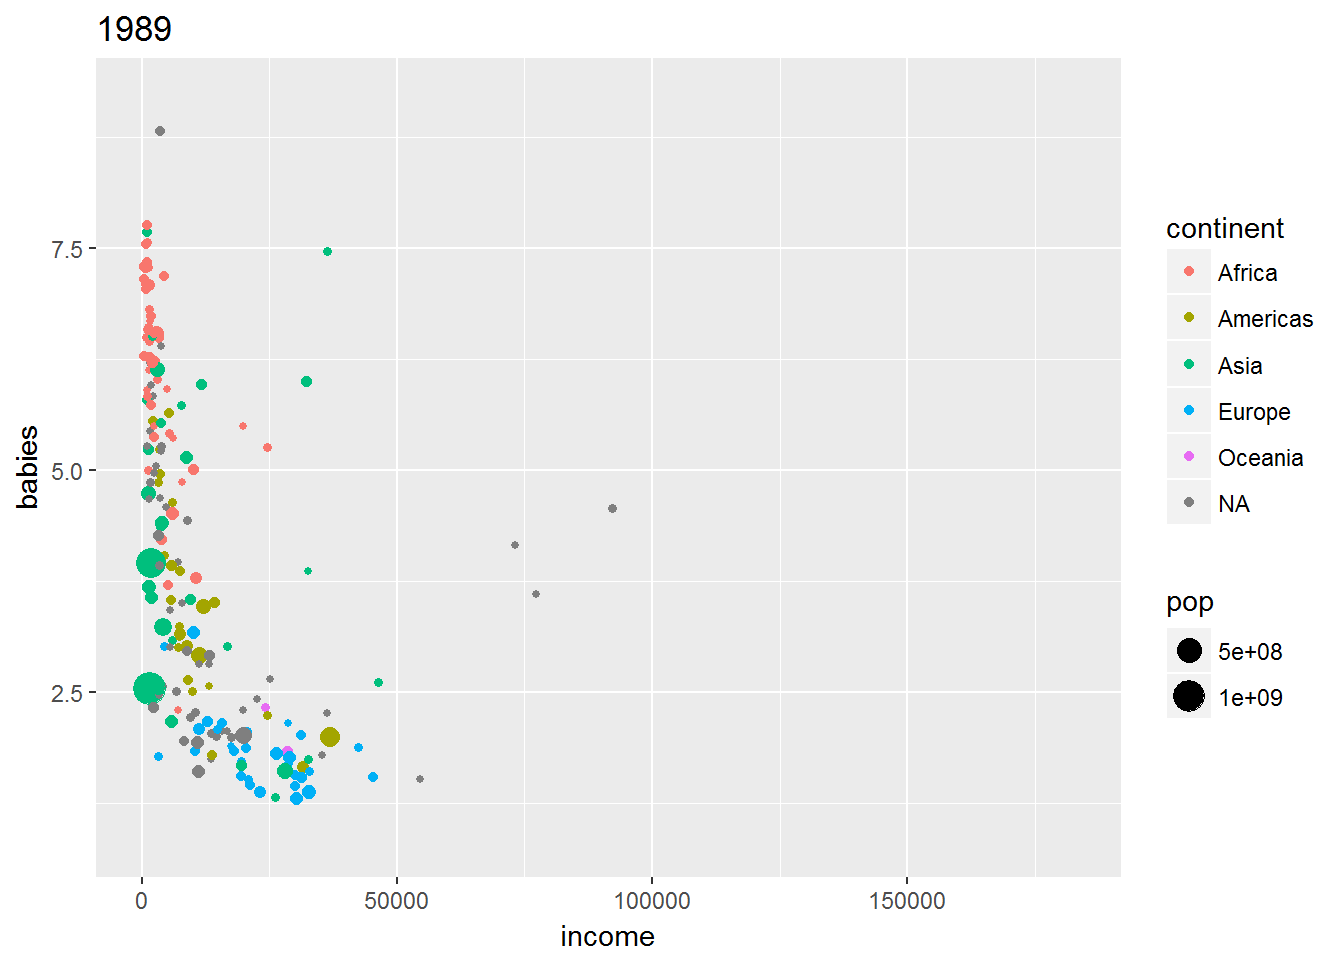 1989
babies
7.5
5.0
2.5
0
50000
100000
150000
income
continent
Africa
Americas
Asia
Europe
Oceania
NA
pop
5e+08
1e+09